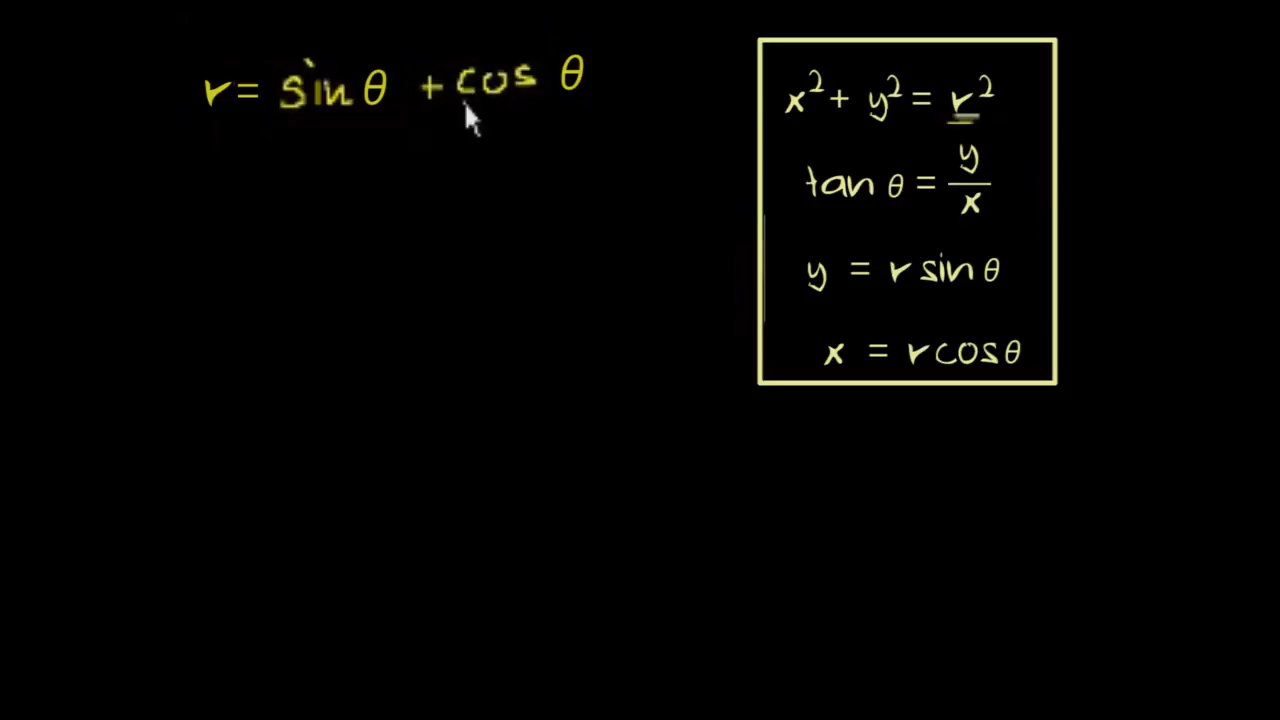 r = sin θ + cos θ
x² + y² = r²
tan θ = y/x
y = r sin θ
x = r cos θ